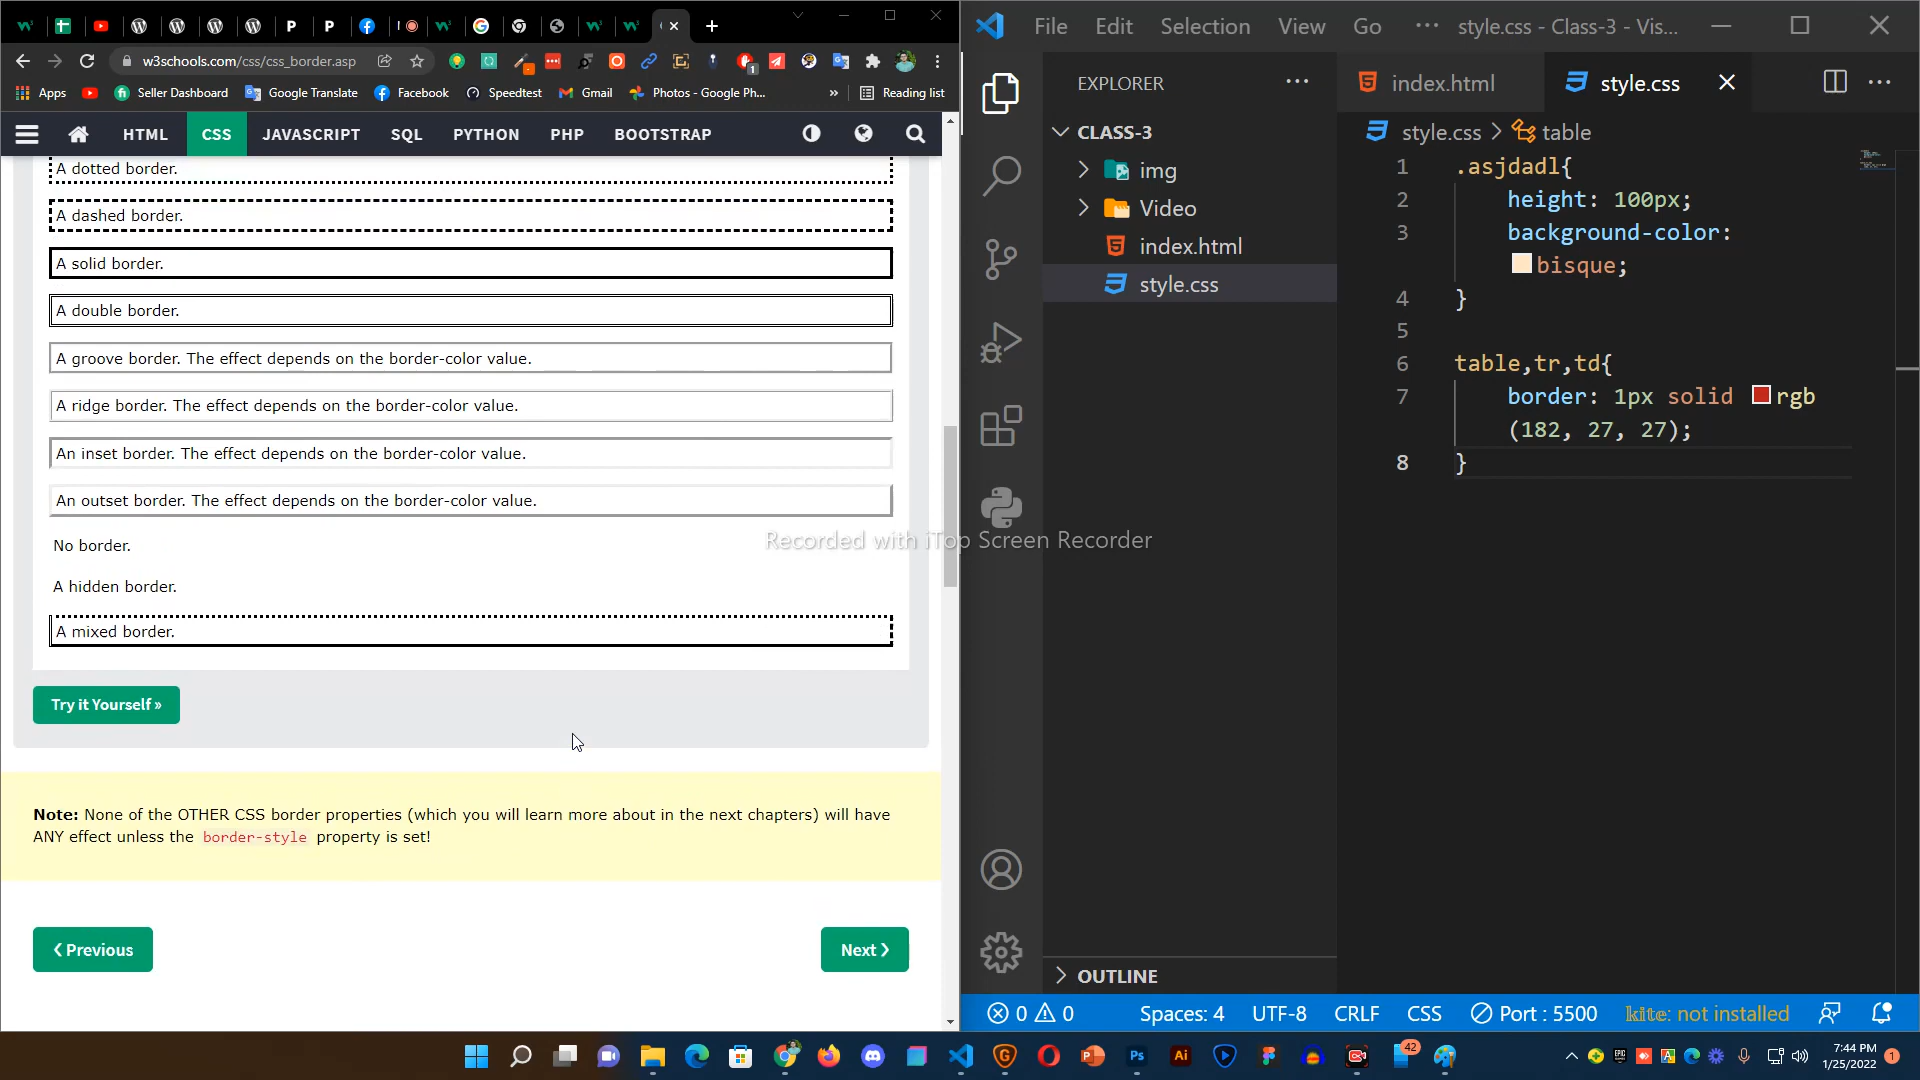 w3schools.com/css/css_border.asp
Apps Seller Dashboard Google Translate Facebook Speedtest Gmail Photos - Google Ph... » Reading list
HTML CSS JAVASCRIPT SQL PYTHON PHP BOOTSTRAP
A dotted border.
A dashed border.
A solid border.
A double border.
A groove border. The effect depends on the border-color value.
A ridge border. The effect depends on the border-color value.
An inset border. The effect depends on the border-color value.
An outset border. The effect depends on the border-color value.
No border.
A hidden border.
A mixed border.
Try it Yourself »
Note: None of the OTHER CSS border properties (which you will learn more about in the next chapters) will have
ANY effect unless the border-style property is set!
❮ Previous
Next ❯
Recorded with iTop Screen Recorder
File Edit Selection View Go ··· style.css - Class-3 - Vis...
EXPLORER
CLASS-3
img
Video
index.html
style.css
OUTLINE
index.html style.css
style.css > table
1 .asjdadl{
2 height: 100px;
3 background-color:
bisque;
4 }
5
6 table,tr,td{
7 border: 1px solid rgb
(182, 27, 27);
8 }
0 0 Spaces: 4 UTF-8 CRLF CSS Port : 5500 kite: not installed
42
7:44 PM
1/25/2022
1